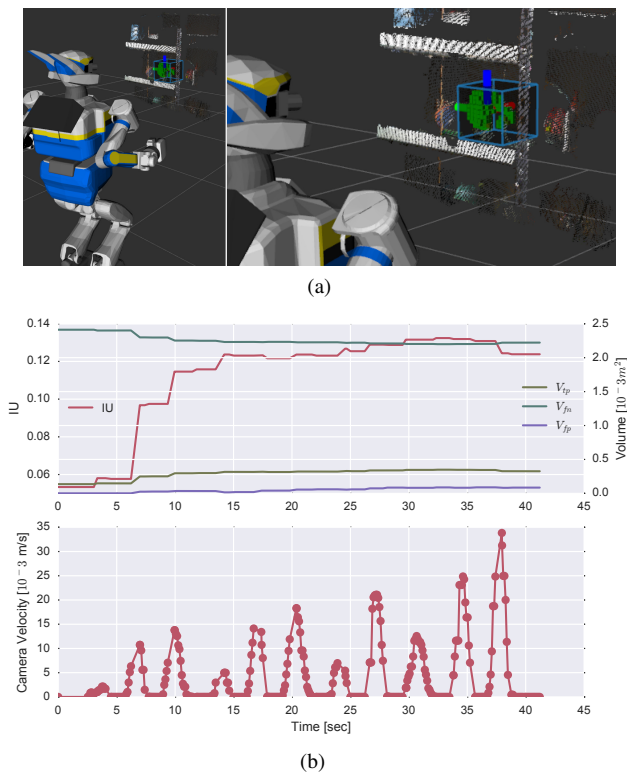 (a)
0.14
0.12
0.10
0.08
0.06
IU
IU
2.5
2.0
1.5
1.0
0.5
0.0
Volume [10⁻³m²]
V_tp
V_fn
V_fp
0 5 10 15 20 25 30 35 40 45
35
30
25
20
15
10
5
0
Camera Velocity [10⁻³ m/s]
0 5 10 15 20 25 30 35 40 45
Time [sec]
(b)